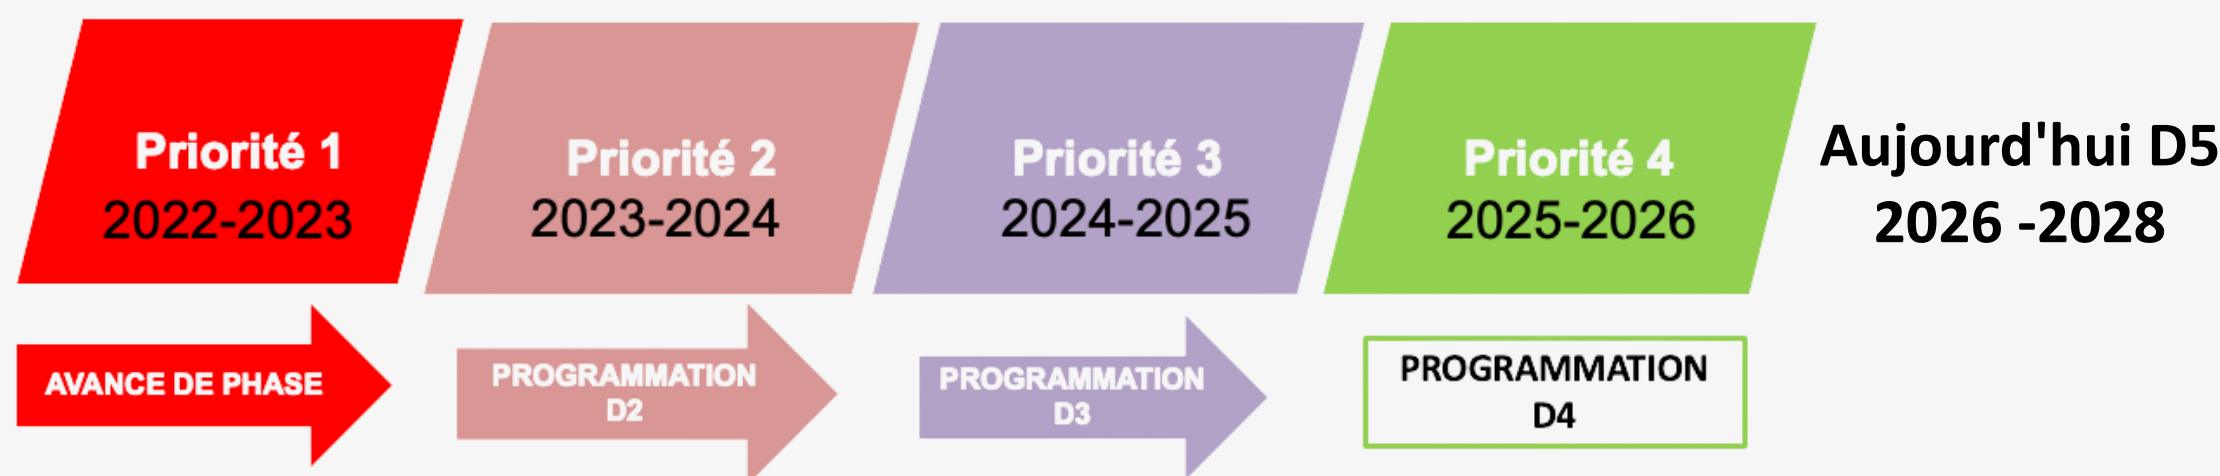 Priorité 1
2022-2023
Priorité 2
2023-2024
Priorité 3
2024-2025
Priorité 4
2025-2026
Aujourd'hui D5
2026 -2028
AVANCE DE PHASE
PROGRAMMATION
D2
PROGRAMMATION
D3
PROGRAMMATION
D4